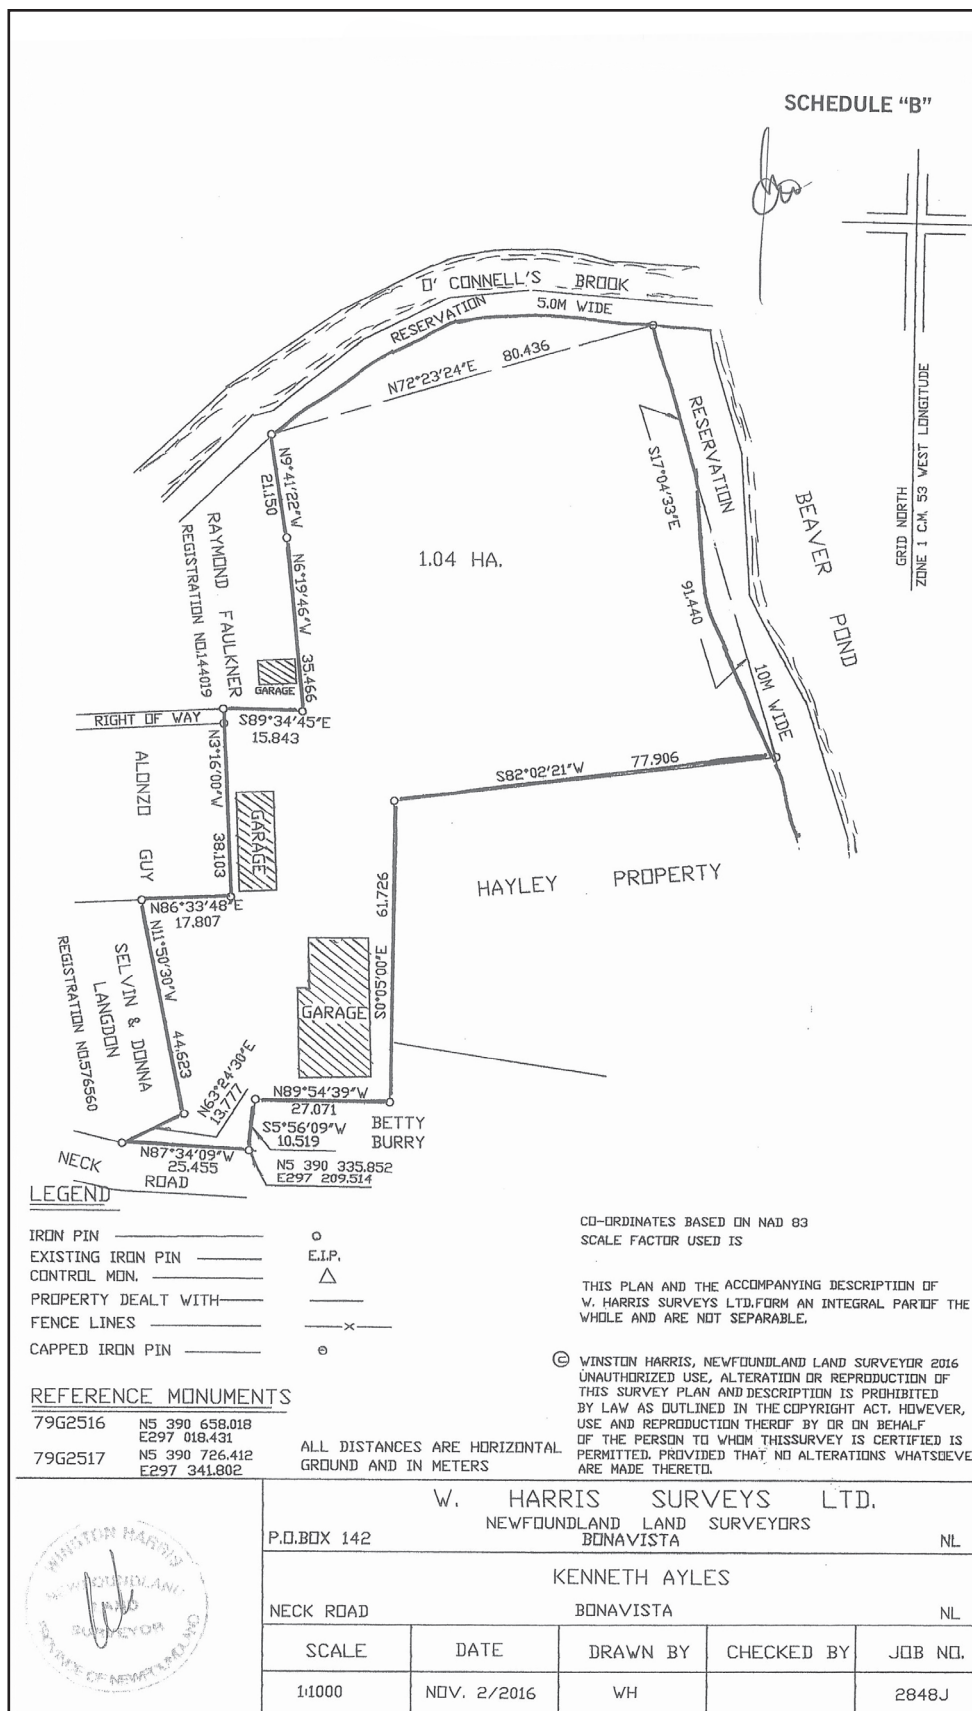 SCHEDULE “B”
O' CONNELL'S BROOK
RESERVATION 5.0M WIDE
N72°23'24"E 80.436
N9°41'22"W
21.150
RESERVATION
S17°04'33"E
91.440
10M WIDE
BEAVER POND
GRID NORTH
ZONE 1 C.M. 53 WEST LONGITUDE
1.04 HA.
N6°19'46"W 35.466
RAYMOND FAULKNER
REGISTRATION NO.144019
GARAGE
RIGHT OF WAY
S89°34'45"E
15.843
N3°16'00"W 38.103
ALONZO GUY
GARAGE
S82°02'21"W 77.906
HAYLEY PROPERTY
N86°33'48"E
17.807
61.726
S0°05'00"E
N11°50'30"W 44.623
SELVIN & DONNA
LANGDON
REGISTRATION NO.576560
GARAGE
N63°24'30"E
13.777
N89°54'39"W
27.071
BETTY
BURRY
S5°56'09"W
10.519
N87°34'09"W
25.455
N5 390 335.852
E297 209.514
NECK ROAD
LEGEND
IRON PIN
EXISTING IRON PIN E.I.P.
CONTROL MON.
PROPERTY DEALT WITH
FENCE LINES
CAPPED IRON PIN
CO-ORDINATES BASED ON NAD 83
SCALE FACTOR USED IS
THIS PLAN AND THE ACCOMPANYING DESCRIPTION OF
W. HARRIS SURVEYS LTD.FORM AN INTEGRAL PARTOF THE
WHOLE AND ARE NOT SEPARABLE.
© WINSTON HARRIS, NEWFOUNDLAND LAND SURVEYOR 2016
UNAUTHORIZED USE, ALTERATION OR REPRODUCTION OF
THIS SURVEY PLAN AND DESCRIPTION IS PROHIBITED
BY LAW AS OUTLINED IN THE COPYRIGHT ACT. HOWEVER,
USE AND REPRODUCTION THEROF BY OR ON BEHALF
OF THE PERSON TO WHOM THISSURVEY IS CERTIFIED IS
PERMITTED. PROVIDED THAT NO ALTERATIONS WHATSOEVE
ARE MADE THERETO.
REFERENCE MONUMENTS
79G2516 N5 390 658.018
E297 018.431
79G2517 N5 390 726.412
E297 341.802
ALL DISTANCES ARE HORIZONTAL
GROUND AND IN METERS
WINSTON HARRIS
NEWFOUNDLAND
LAND
SURVEYOR
PROVINCE OF NEWFOUNDLAND
W. HARRIS SURVEYS LTD.
NEWFOUNDLAND LAND SURVEYORS
P.O.BOX 142 BONAVISTA NL
KENNETH AYLES
NECK ROAD BONAVISTA NL
SCALE DATE DRAWN BY CHECKED BY JOB NO.
1:1000 NOV. 2/2016 WH 2848J